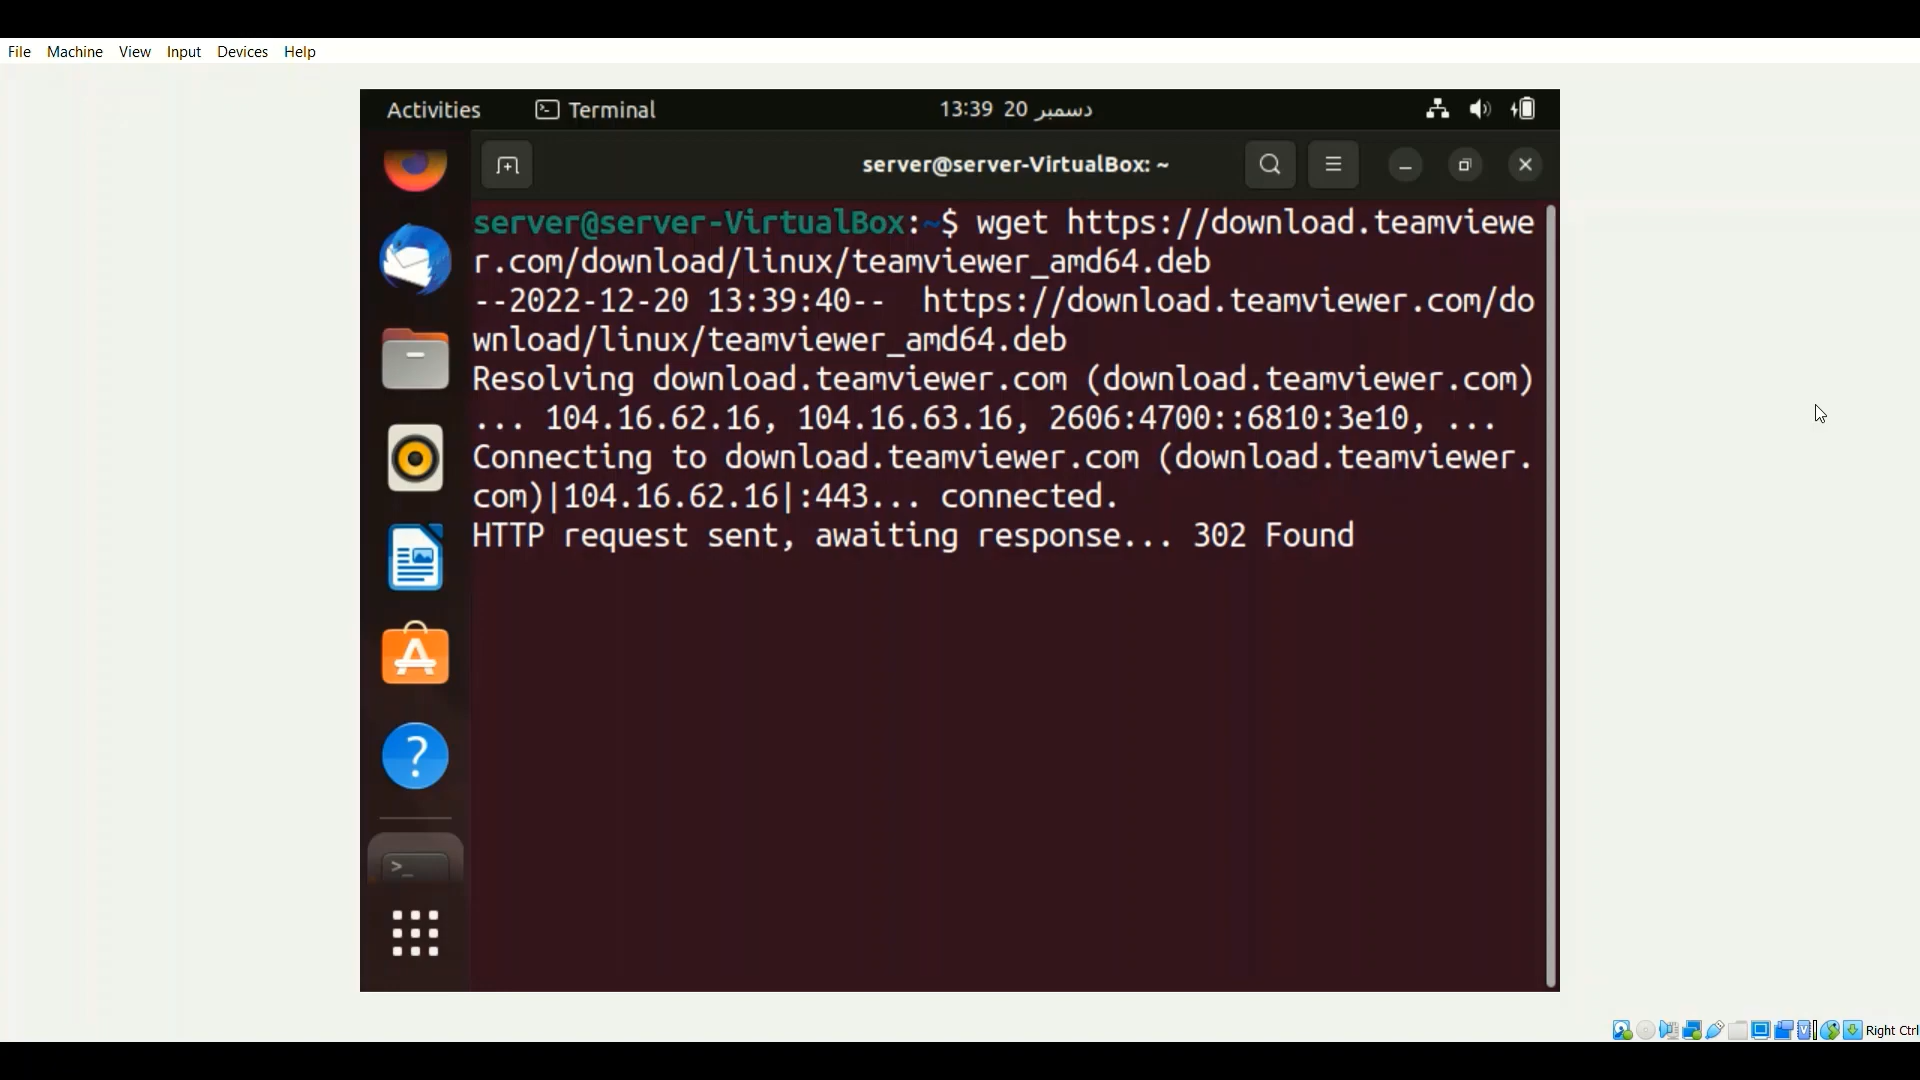 File Machine View Input Devices Help
Activities Terminal 13:39 20 دسمبر
server@server-VirtualBox: ~
server@server-VirtualBox:~$ wget https://download.teamviewe
r.com/download/linux/teamviewer_amd64.deb
--2022-12-20 13:39:40--  https://download.teamviewer.com/do
wnload/linux/teamviewer_amd64.deb
Resolving download.teamviewer.com (download.teamviewer.com)
... 104.16.62.16, 104.16.63.16, 2606:4700::6810:3e10, ...
Connecting to download.teamviewer.com (download.teamviewer.
com)|104.16.62.16|:443... connected.
HTTP request sent, awaiting response... 302 Found
Right Ctrl